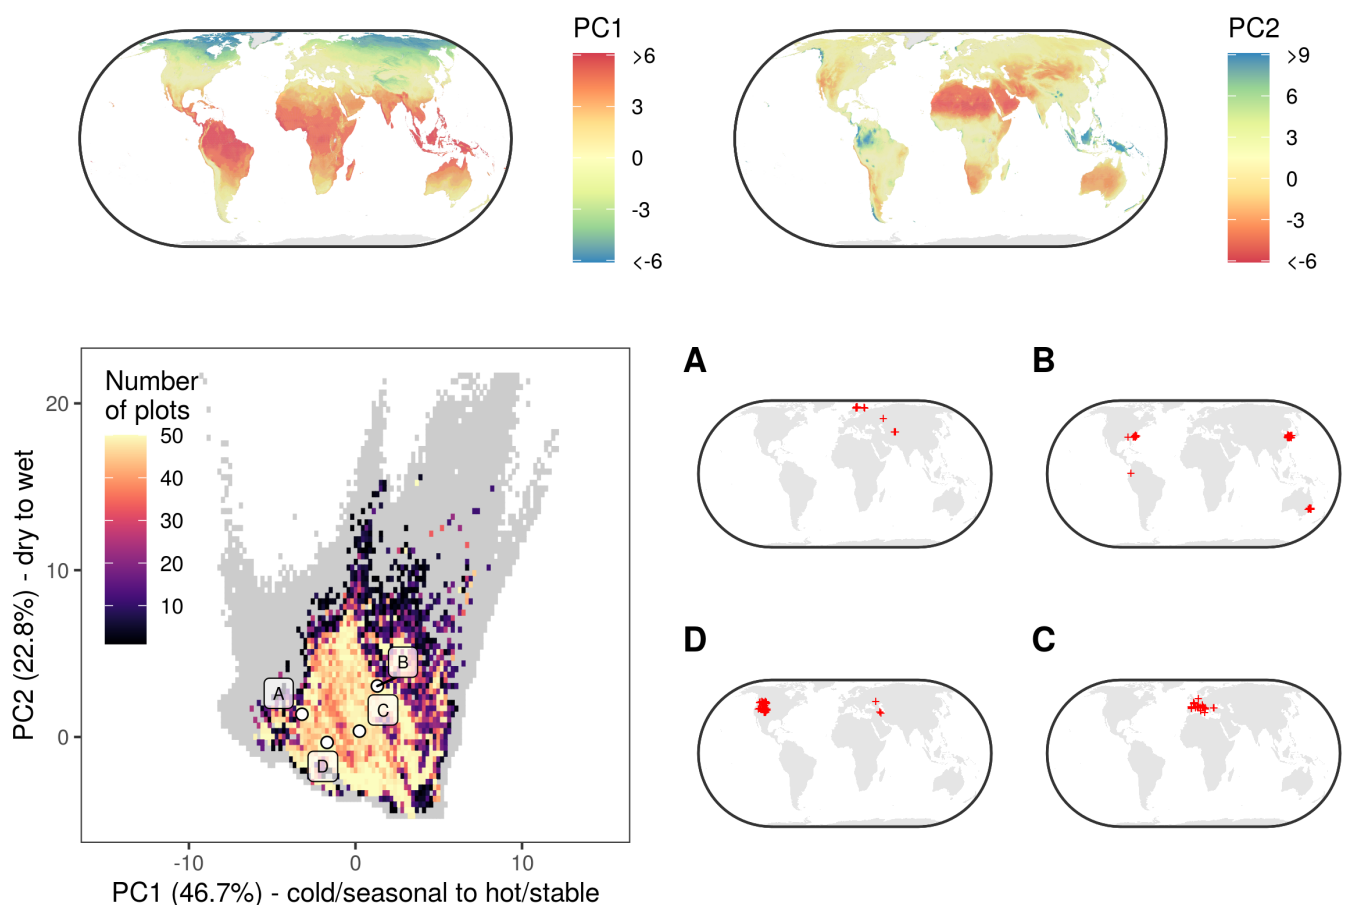 PC1
>6
3
0
-3
<-6
PC2
>9
6
3
0
-3
<-6
Number
of plots
50
40
30
20
10
20
10
0
PC2 (22.8%) - dry to wet
A
B
C
D
-10
0
10
PC1 (46.7%) - cold/seasonal to hot/stable
A
B
D
C